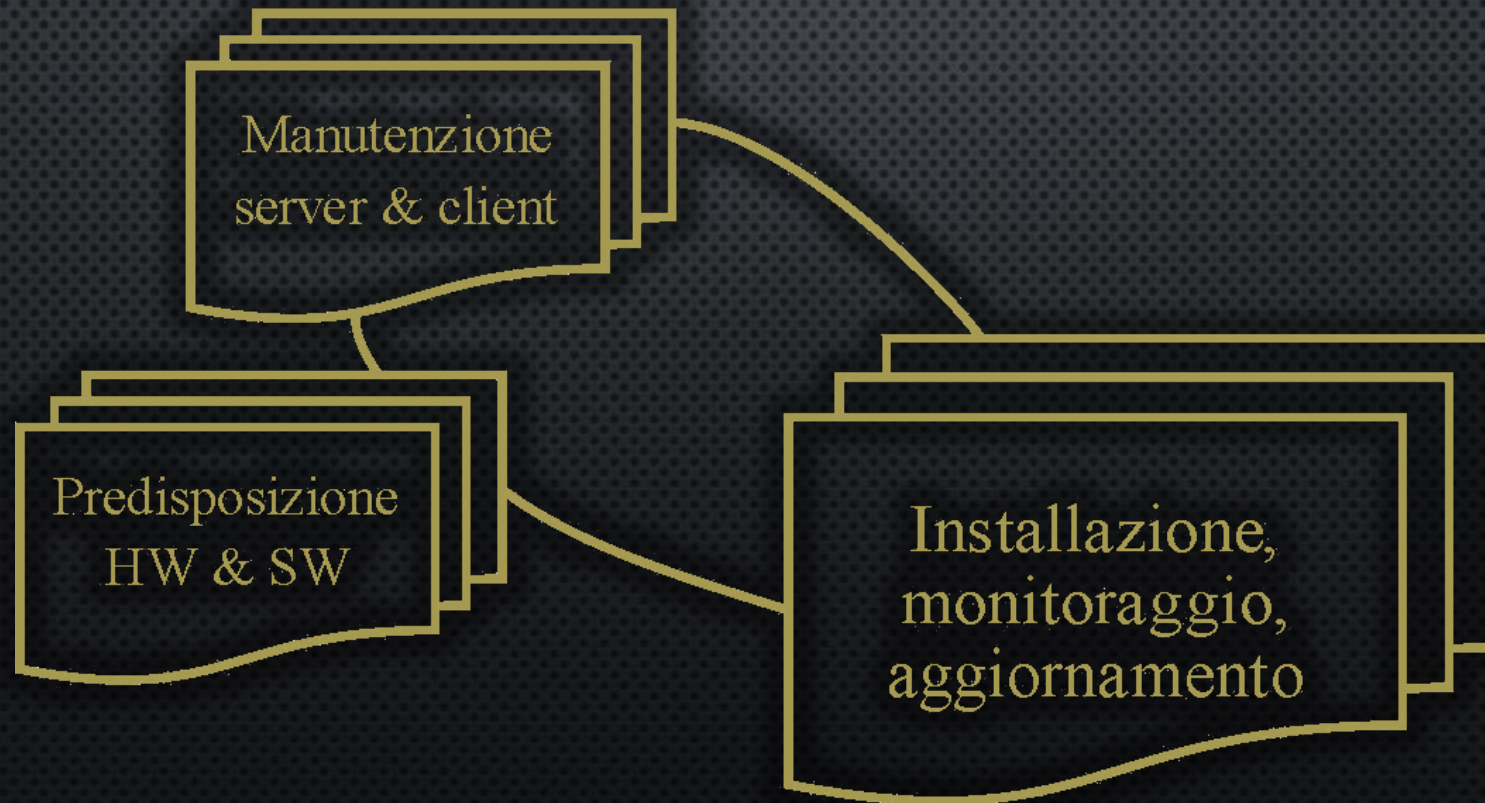 Manutenzione
server & client
Predisposizione
HW & SW
Installazione,
monitoraggio,
aggiornamento